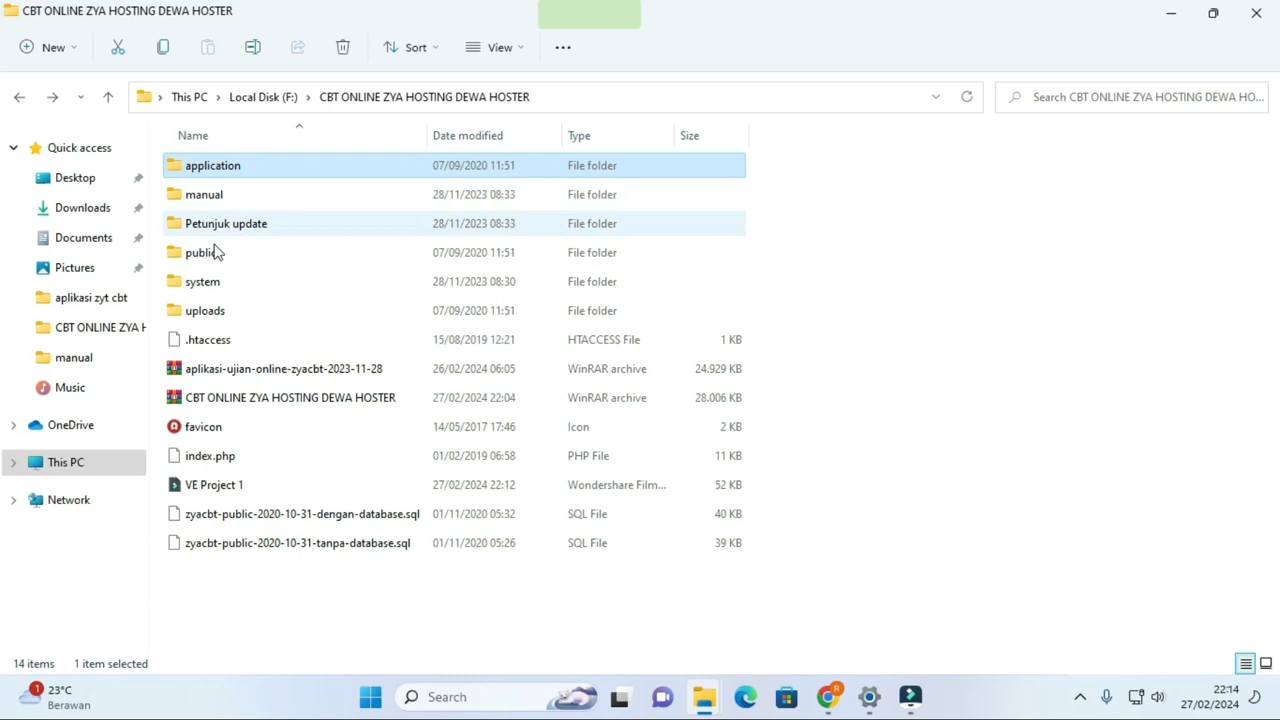 CBT ONLINE ZYA HOSTING DEWA HOSTER
New Sort View
This PC Local Disk (F:) CBT ONLINE ZYA HOSTING DEWA HOSTER Search CBT ONLINE ZYA HOSTING DEWA HO...
Name Date modified Type Size
Quick access
Desktop
Downloads
Documents
Pictures
aplikasi zyt cbt
CBT ONLINE ZYA H
manual
Music
OneDrive
This PC
Network
application 07/09/2020 11:51 File folder
manual 28/11/2023 08:33 File folder
Petunjuk update 28/11/2023 08:33 File folder
public 07/09/2020 11:51 File folder
system 28/11/2023 08:30 File folder
uploads 07/09/2020 11:51 File folder
.htaccess 15/08/2019 12:21 HTACCESS File 1 KB
aplikasi-ujian-online-zyacbt-2023-11-28 26/02/2024 06:05 WinRAR archive 24.929 KB
CBT ONLINE ZYA HOSTING DEWA HOSTER 27/02/2024 22:04 WinRAR archive 28.006 KB
favicon 14/05/2017 17:46 Icon 2 KB
index.php 01/02/2019 06:58 PHP File 11 KB
VE Project 1 27/02/2024 22:12 Wondershare Film... 52 KB
zyacbt-public-2020-10-31-dengan-database.sql 01/11/2020 05:32 SQL File 40 KB
zyacbt-public-2020-10-31-tanpa-database.sql 01/11/2020 05:26 SQL File 39 KB
14 items 1 item selected
1
23°C
Berawan
Search
R
22:14
27/02/2024